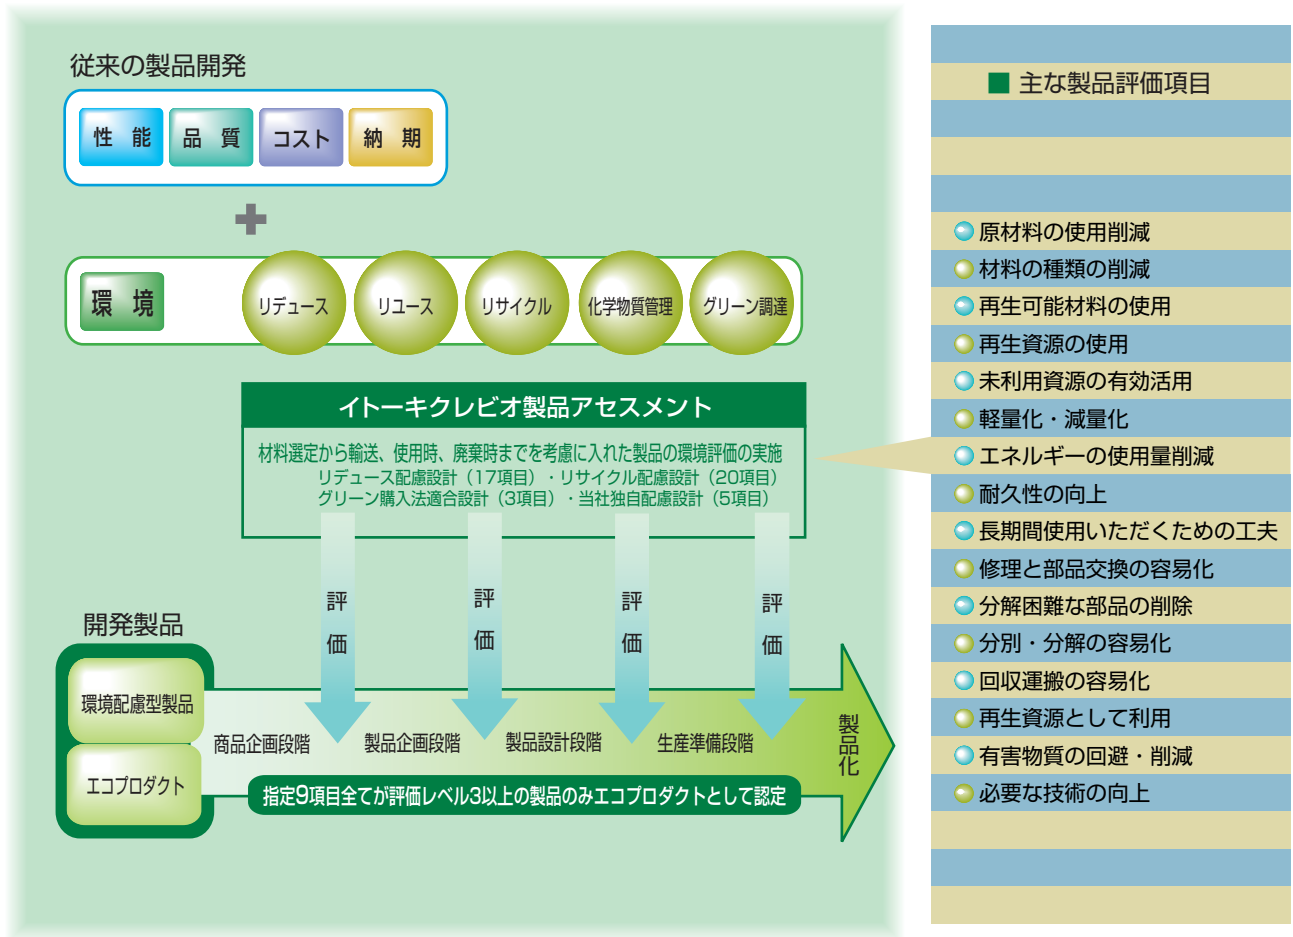 従来の製品開発
性能 品質 コスト 納期
環境 リデュース リユース リサイクル 化学物質管理 グリーン調達
イトーキクレビオ製品アセスメント
材料選定から輸送、使用時、廃棄時までを考慮に入れた製品の環境評価の実施
リデュース配慮設計（17項目）・リサイクル配慮設計（20項目）
グリーン購入法適合設計（3項目）・当社独自配慮設計（5項目）
評価 評価 評価 評価
開発製品
環境配慮型製品
エコプロダクト
商品企画段階 製品企画段階 製品設計段階 生産準備段階
製品化
指定9項目全てが評価レベル3以上の製品のみエコプロダクトとして認定
■ 主な製品評価項目
原材料の使用削減
材料の種類の削減
再生可能材料の使用
再生資源の使用
未利用資源の有効活用
軽量化・減量化
エネルギーの使用量削減
耐久性の向上
長期間使用いただくための工夫
修理と部品交換の容易化
分解困難な部品の削除
分別・分解の容易化
回収運搬の容易化
再生資源として利用
有害物質の回避・削減
必要な技術の向上